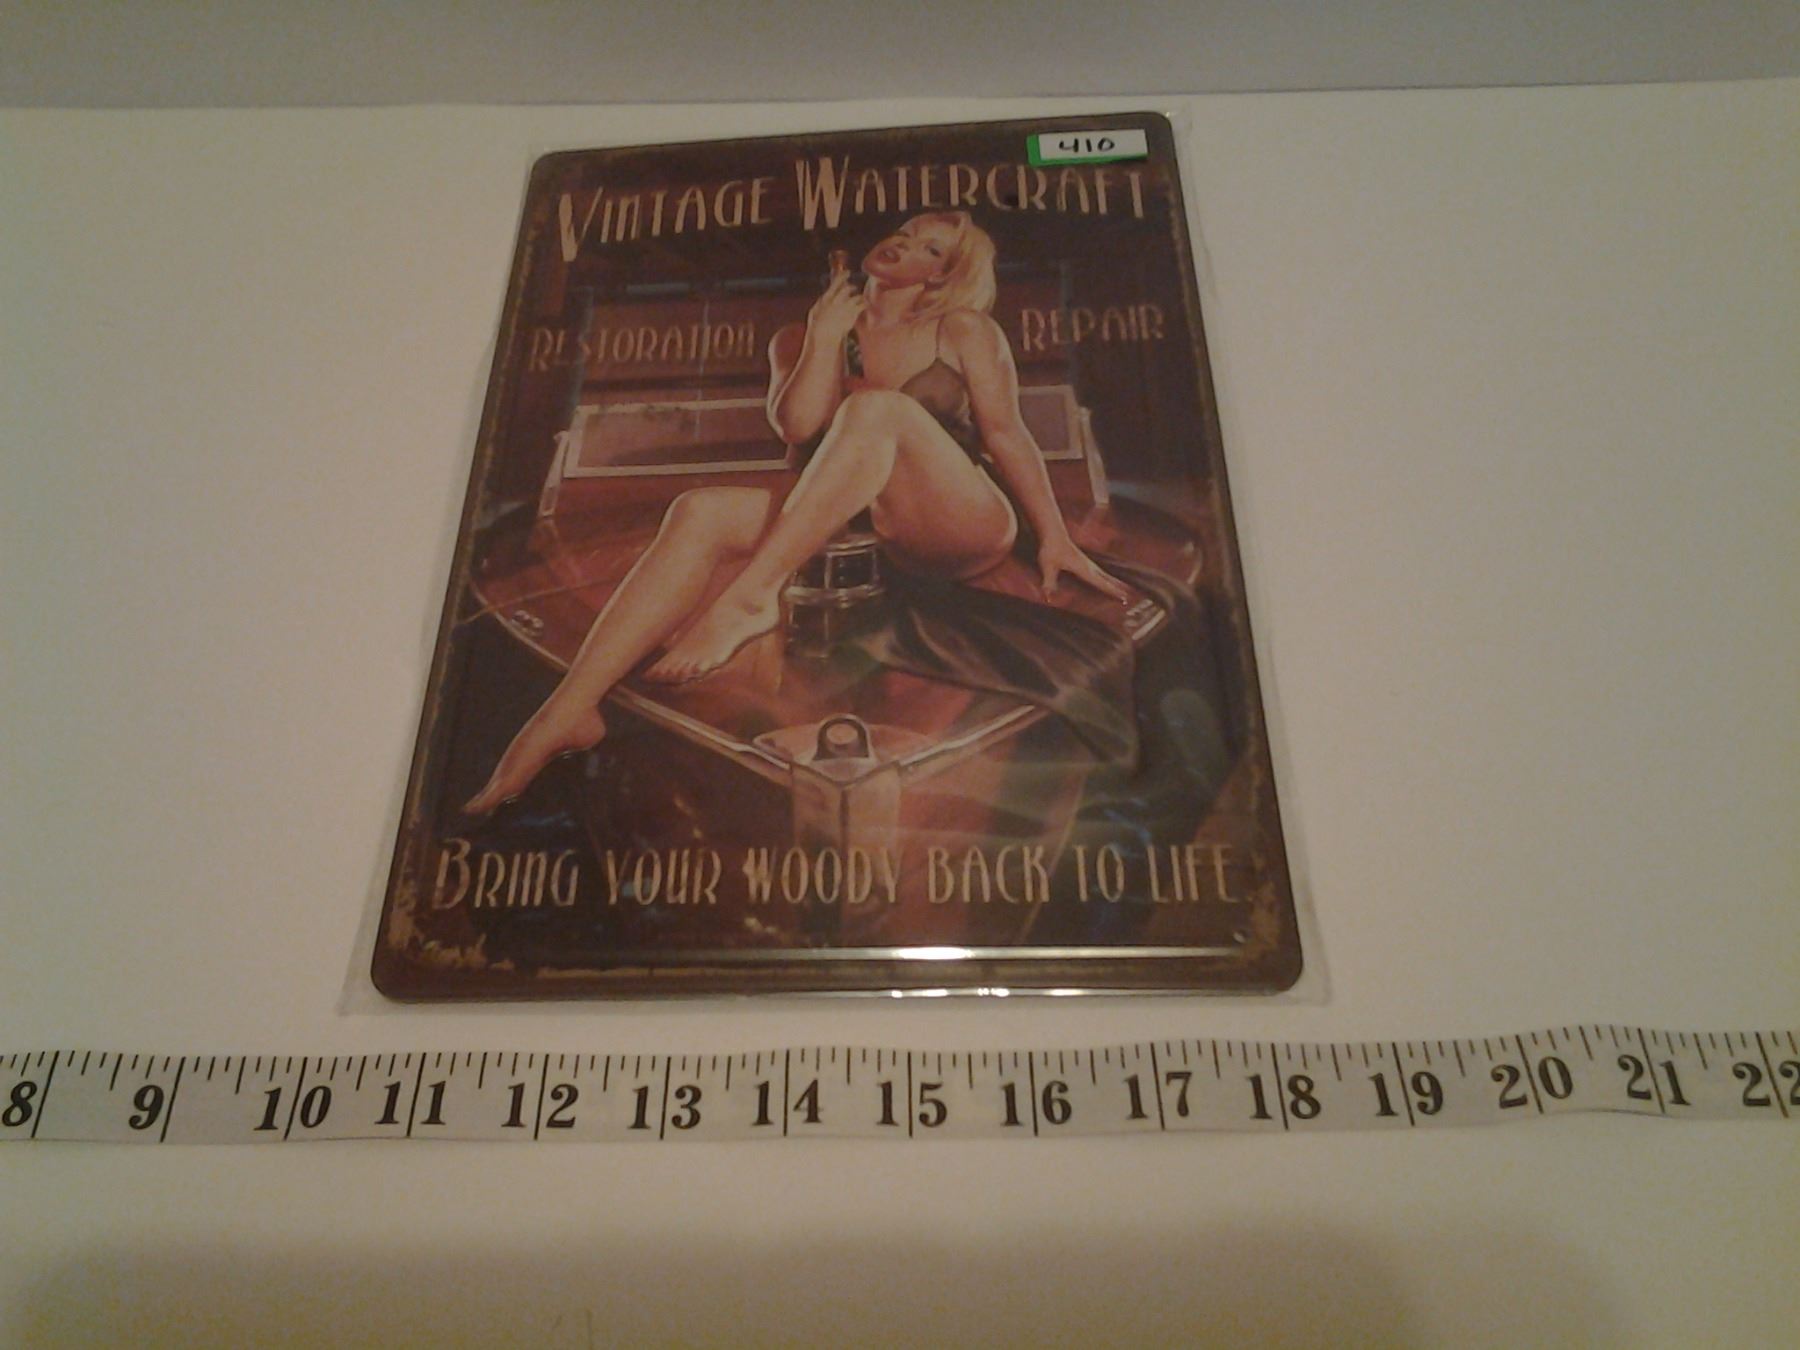 410
Vintage Watercraft
Restoration Repair
Bring your woody back to life.
8 9 10 11 12 13 14 15 16 17 18 19 20 21 22